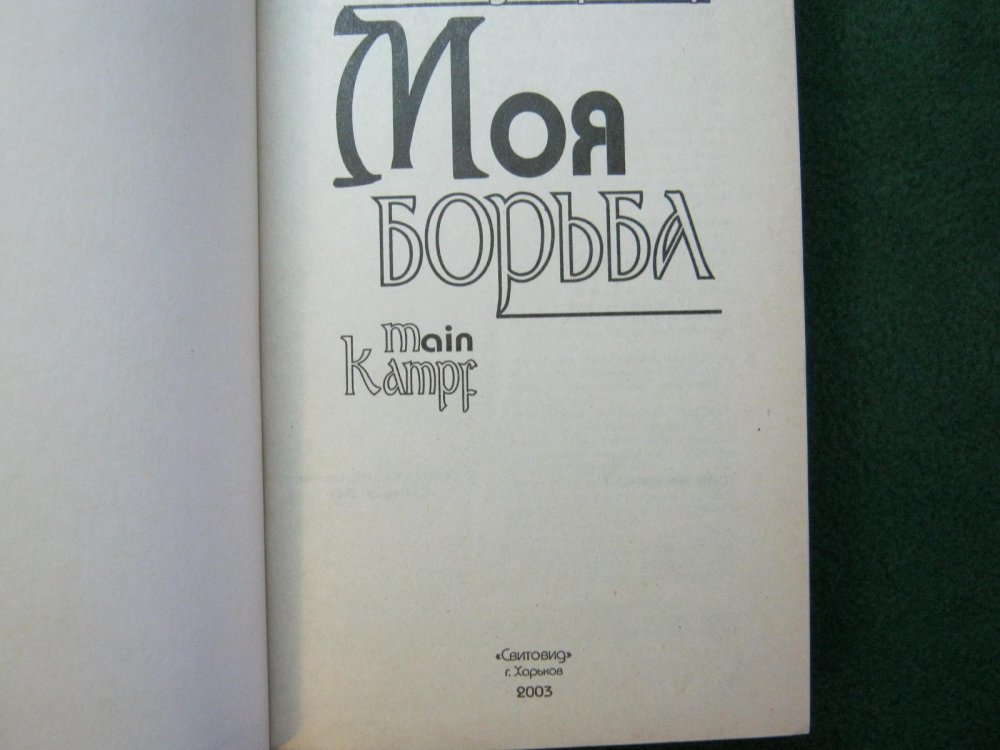 Моя
борьба
main
Kampf
«Свитовид»
г. Харьков
2003